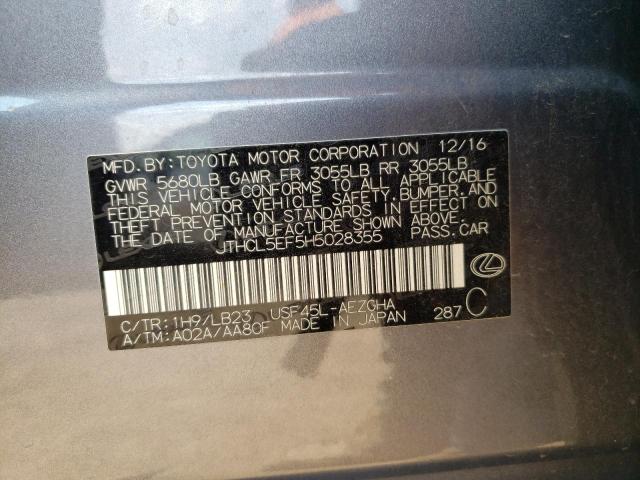 MFD.BY:TOYOTA MOTOR CORPORATION 12/16
GVWR 5680LB GAWR FR 3055LB RR 3055LB
THIS VEHICLE CONFORMS TO ALL APPLICABLE
FEDERAL MOTOR VEHICLE SAFETY,BUMPER,AND
THEFT PREVENTION STANDARDS IN EFFECT ON
THE DATE OF MANUFACTURE SHOWN ABOVE.
JTHCL5EF5H5028355 PASS.CAR
C/TR:1H9/LB23 USF45L-AEZGHA
A/TM:A02A/AA80F MADE IN JAPAN 287 C